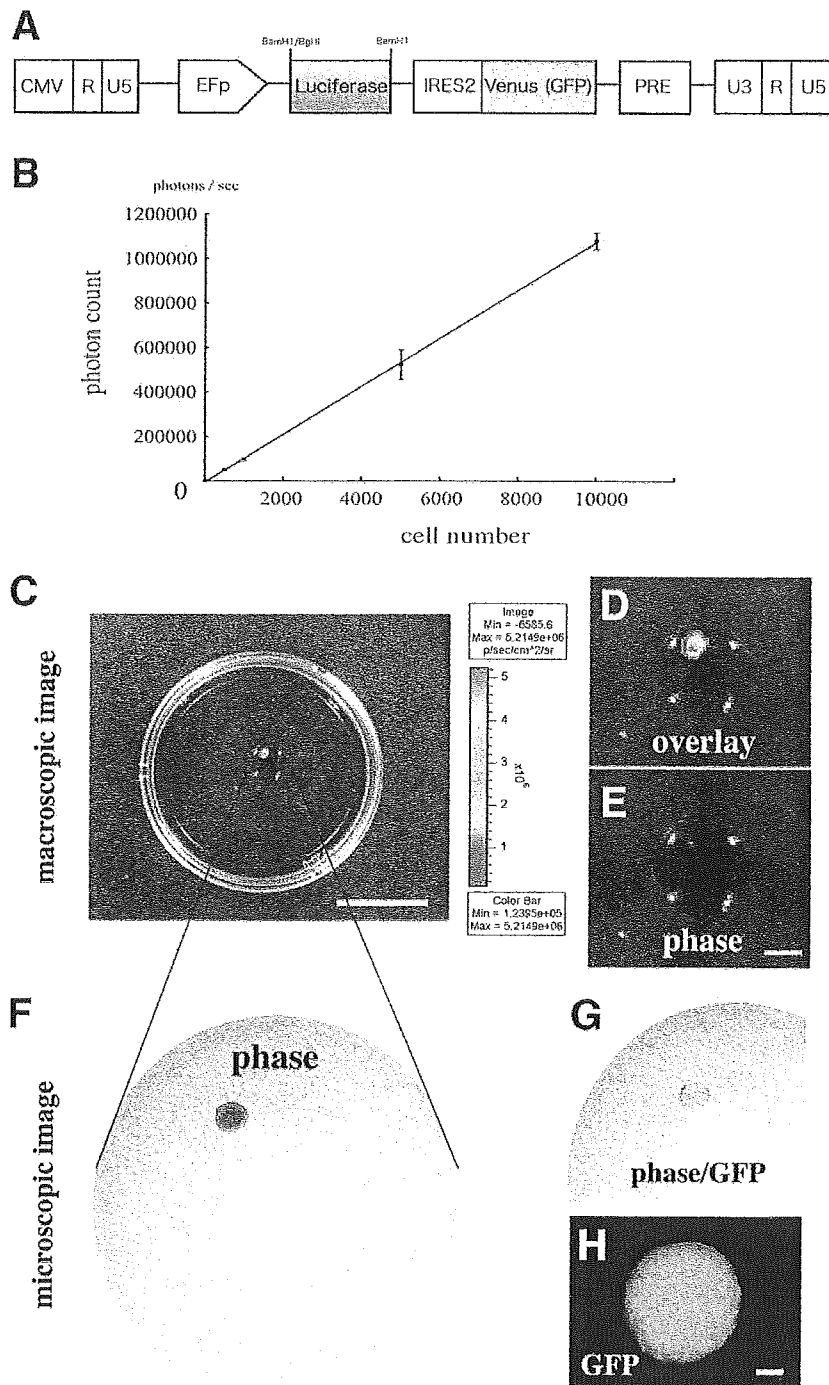 A
BamH1/BglII
BamH1
CMV R U5 EFp Luciferase IRES2 Venus (GFP) PRE U3 R U5
B
photons / sec
photon count
1200000
1000000
800000
600000
400000
200000
0
2000 4000 6000 8000 10000
cell number
C
macroscopic image
Image
Min = -6585.6
Max = 5.2149e+06
p/sec/cm^2/sr
5
4
3
2
1
x10^6
Color Bar
Min = 1.2395e+05
Max = 5.2149e+06
D
overlay
E
phase
F
microscopic image
phase
G
phase/GFP
H
GFP